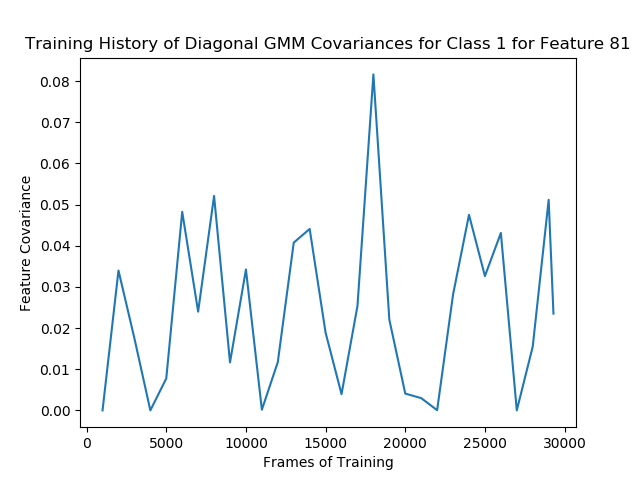 Training History of Diagonal GMM Covariances for Class 1 for Feature 81
0.08
0.07
0.06
0.05
0.04
0.03
0.02
0.01
0.00
Feature Covariance
0 5000 10000 15000 20000 25000 30000
Frames of Training